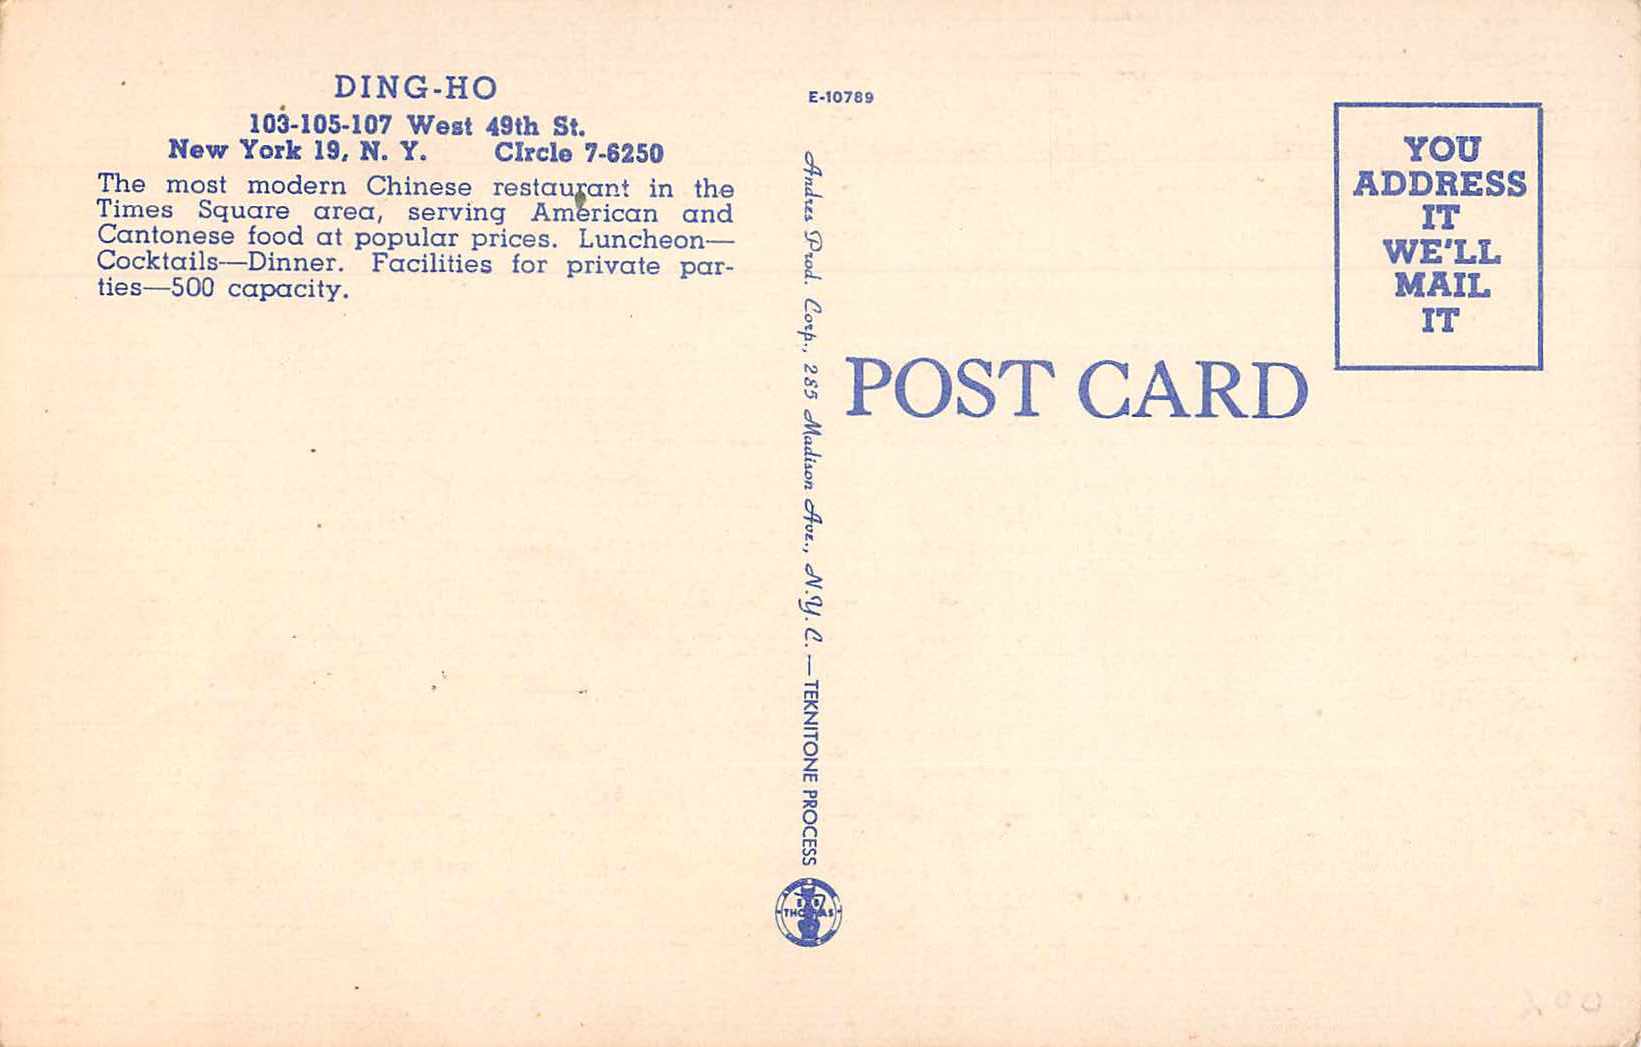 DING-HO
103-105-107 West 49th St.
New York 19, N. Y. CIrcle 7-6250
The most modern Chinese restaurant in the
Times Square area, serving American and
Cantonese food at popular prices. Luncheon—
Cocktails—Dinner. Facilities for private par-
ties—500 capacity.
E-10789
Andres Prod. Corp., 285 Madison Ave., N.Y.C.—TEKNITONE PROCESS
THOMAS
POST CARD
YOU
ADDRESS
IT
WE'LL
MAIL
IT